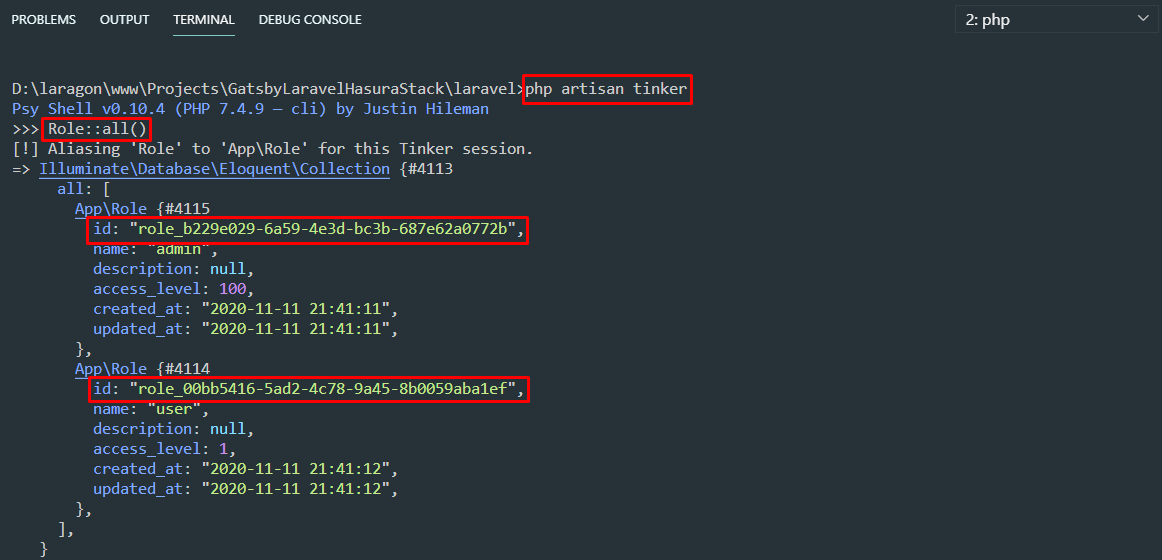 PROBLEMS OUTPUT TERMINAL DEBUG CONSOLE 2: php
D:\laragon\www\Projects\GatsbyLaravelHasuraStack\laravel>php artisan tinker
Psy Shell v0.10.4 (PHP 7.4.9 — cli) by Justin Hileman
>>> Role::all()
[!] Aliasing 'Role' to 'App\Role' for this Tinker session.
=> Illuminate\Database\Eloquent\Collection {#4113
all: [
App\Role {#4115
id: "role_b229e029-6a59-4e3d-bc3b-687e62a0772b",
name: "admin",
description: null,
access_level: 100,
created_at: "2020-11-11 21:41:11",
updated_at: "2020-11-11 21:41:11",
},
App\Role {#4114
id: "role_00bb5416-5ad2-4c78-9a45-8b0059aba1ef",
name: "user",
description: null,
access_level: 1,
created_at: "2020-11-11 21:41:12",
updated_at: "2020-11-11 21:41:12",
},
],
}